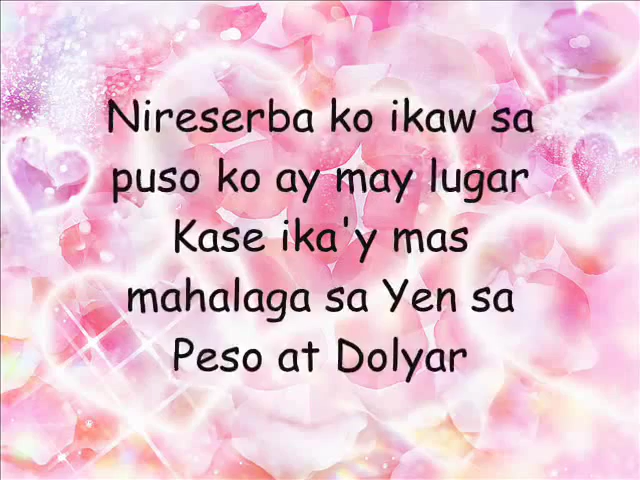 Nireserba ko ikaw sa
puso ko ay may lugar
Kase ika'y mas
mahalaga sa Yen sa
Peso at Dolyar